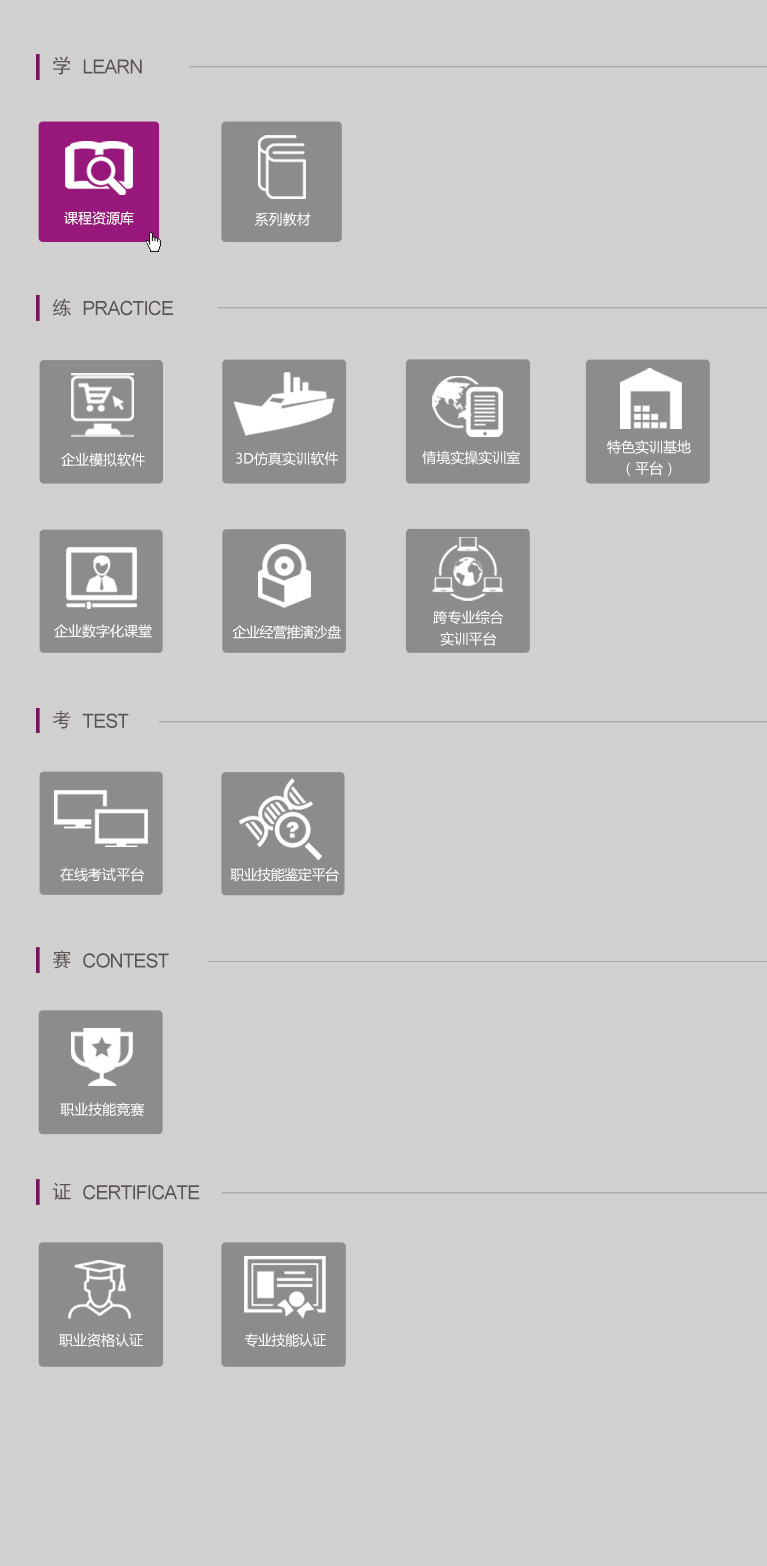 学 LEARN
课程资源库
系列教材
练 PRACTICE
企业模拟软件
3D仿真实训软件
情境实操实训室
特色实训基地
（平台）
企业数字化课堂
企业经营推演沙盘
跨专业综合
实训平台
考 TEST
在线考试平台
?
职业技能鉴定平台
赛 CONTEST
职业技能竞赛
证 CERTIFICATE
职业资格认证
专业技能认证